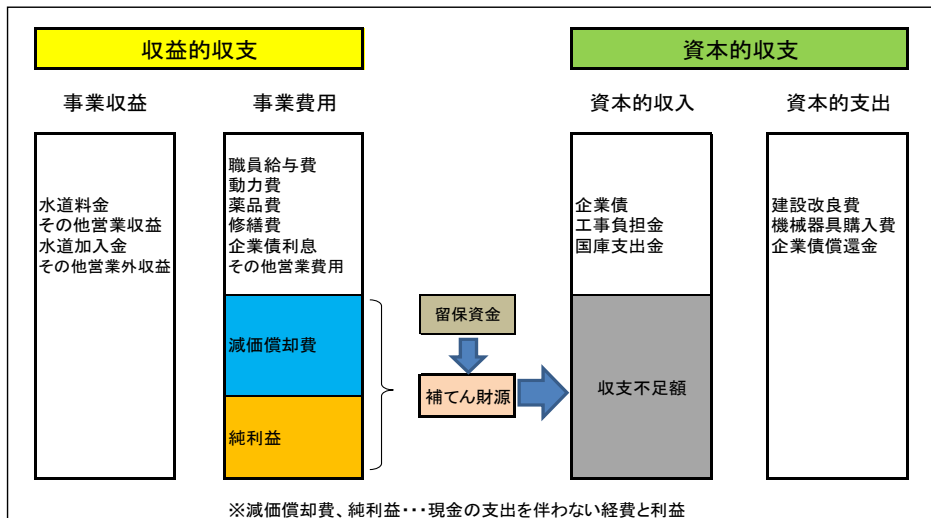 収益的収支
資本的収支
事業収益
事業費用
資本的収入
資本的支出
水道料金
その他営業収益
水道加入金
その他営業外収益
職員給与費
動力費
薬品費
修繕費
企業債利息
その他営業費用
減価償却費
純利益
留保資金
補てん財源
企業債
工事負担金
国庫支出金
収支不足額
建設改良費
機械器具購入費
企業債償還金
※減価償却費、純利益･･･現金の支出を伴わない経費と利益